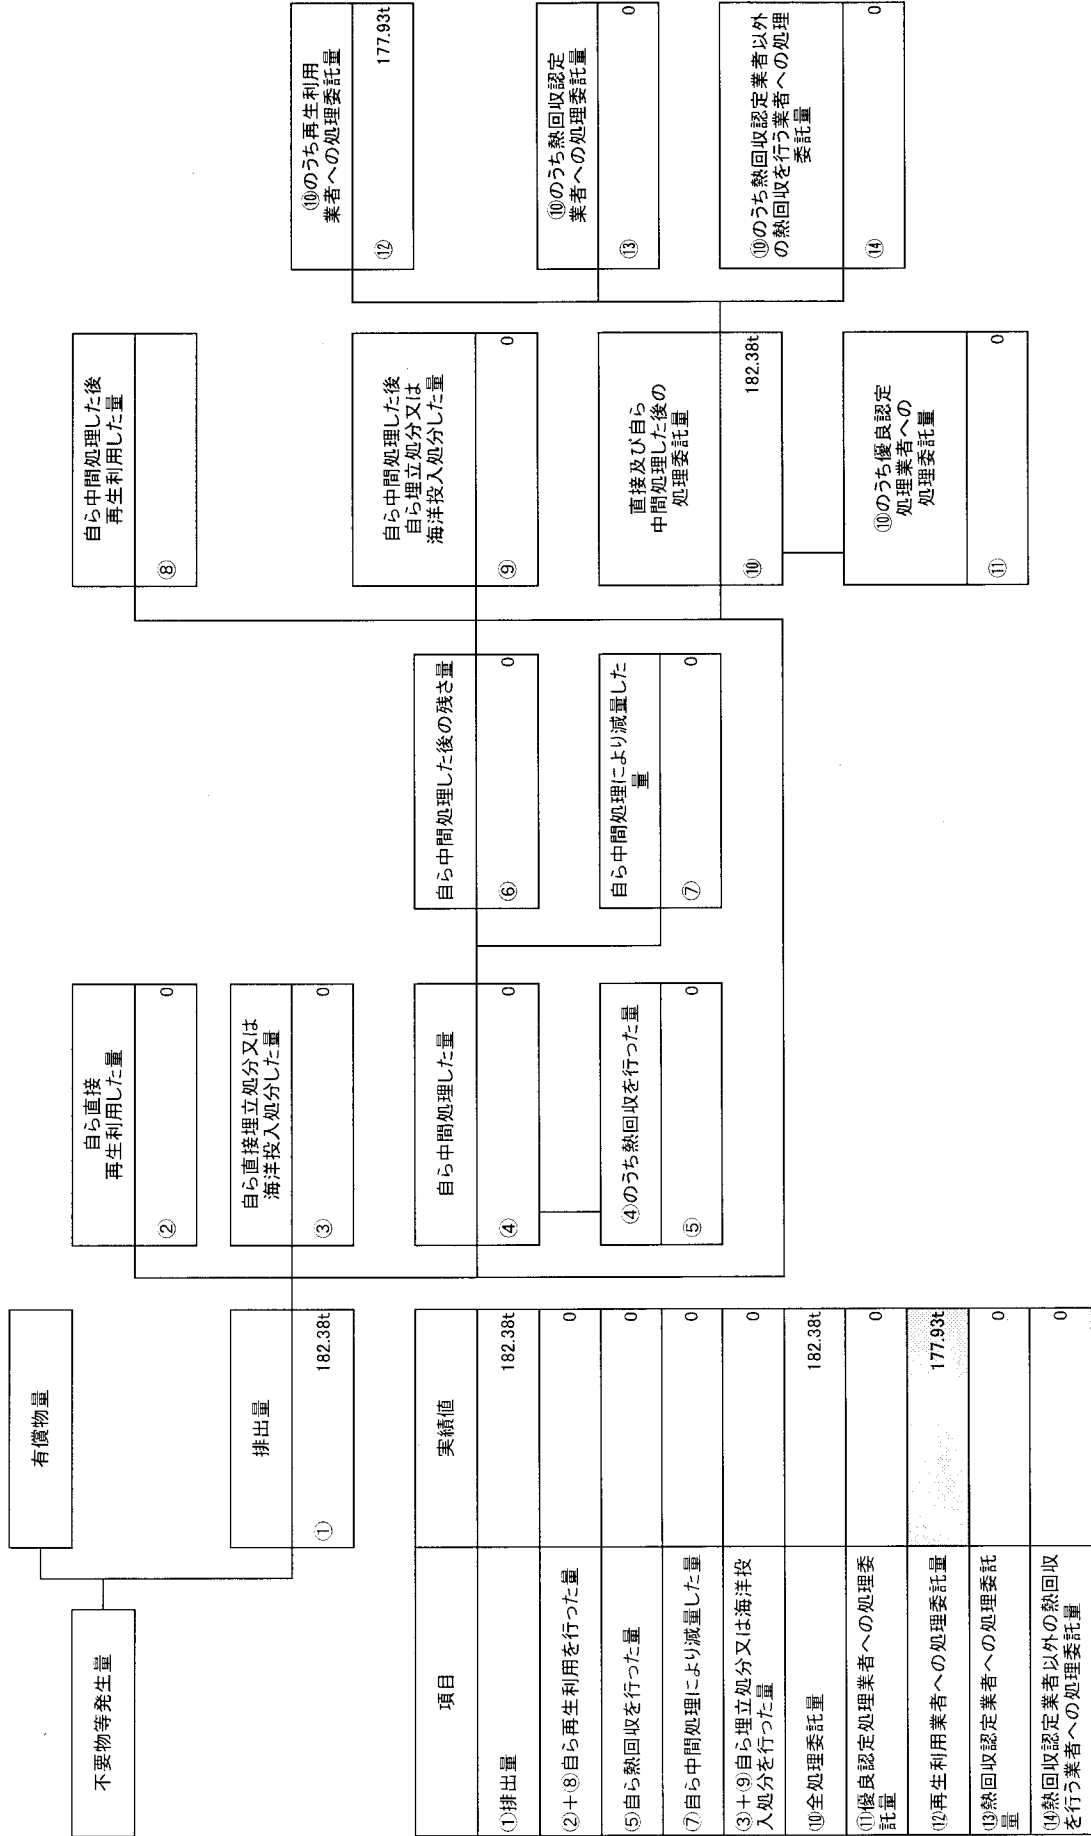 不要物等発生量
有償物量
排出量
①
182.38t
自ら直接
再生利用した量
②
0
自ら直接埋立処分又は
海洋投入処分した量
③
0
自ら中間処理した量
④
0
④のうち熱回収を行った量
⑤
0
自ら中間処理した後の残さ量
⑥
0
自ら中間処理により減量した
量
⑦
0
自ら中間処理した後
再生利用した量
⑧
自ら中間処理した後
自ら埋立処分又は
海洋投入処分した量
⑨
0
直接及び自ら
中間処理した後の
処理委託量
⑩
182.38t
⑩のうち優良認定
処理業者への
処理委託量
⑪
0
⑩のうち再生利用
業者への処理委託量
⑫
177.93t
⑩のうち熱回収認定
業者への処理委託量
⑬
0
⑩のうち熱回収認定業者以外
の熱回収を行う業者への処理
委託量
⑭
0
項目
実績値
①排出量
182.38t
②+⑧自ら再生利用を行った量
0
⑤自ら熱回収を行った量
0
⑦自ら中間処理により減量した量
0
③+⑨自ら埋立処分又は海洋投
入処分を行った量
0
⑩全処理委託量
182.38t
⑪優良認定処理業者への処理委
託量
0
⑫再生利用業者への処理委託量
177.93t
⑬熱回収認定業者への処理委託
量
0
⑭熱回収認定業者以外の熱回収
を行う業者への処理委託量
0